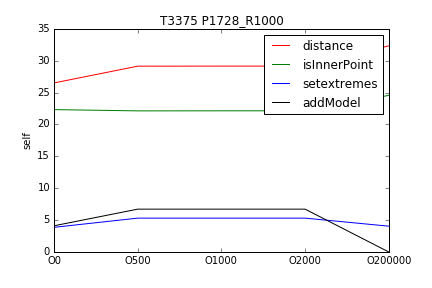 T3375 P1728_R1000
distance
isInnerPoint
setextremes
addModel
self
35
30
25
20
15
10
5
0
O0 O500 O1000 O2000 O200000